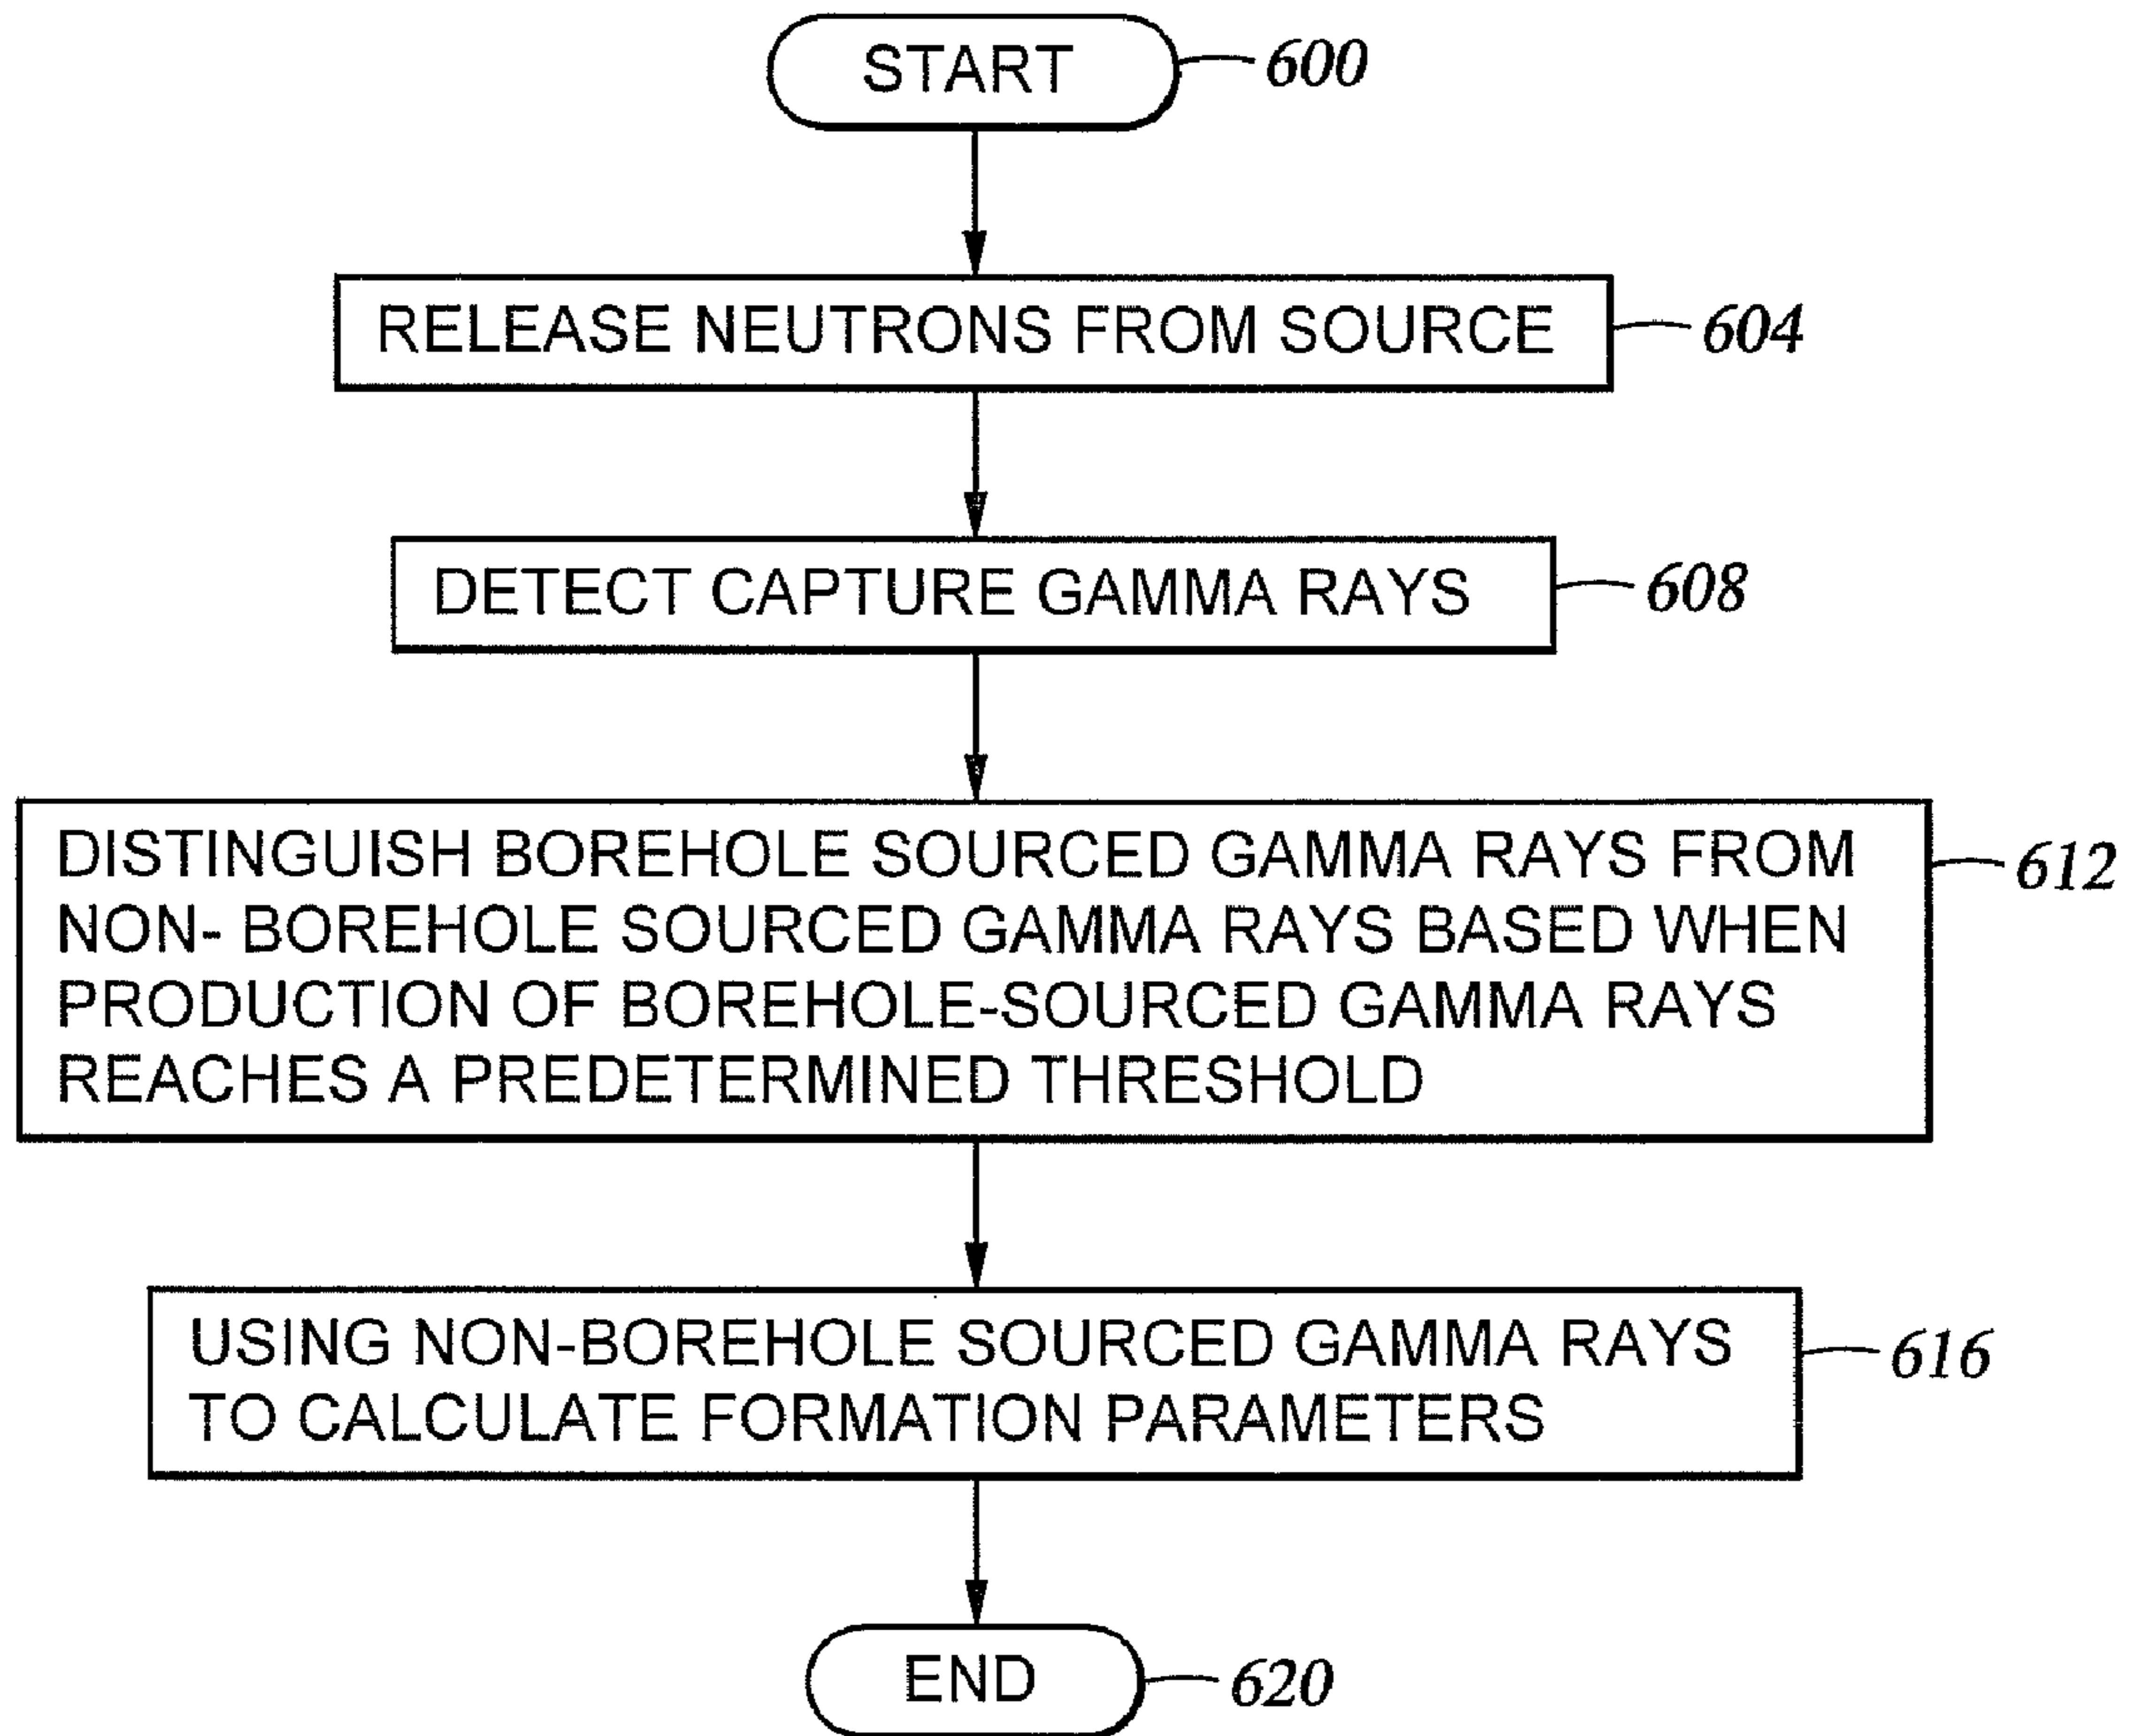 START
600
RELEASE NEUTRONS FROM SOURCE
604
DETECT CAPTURE GAMMA RAYS
608
DISTINGUISH BOREHOLE SOURCED GAMMA RAYS FROM
NON- BOREHOLE SOURCED GAMMA RAYS BASED WHEN
PRODUCTION OF BOREHOLE-SOURCED GAMMA RAYS
REACHES A PREDETERMINED THRESHOLD
612
USING NON-BOREHOLE SOURCED GAMMA RAYS
TO CALCULATE FORMATION PARAMETERS
616
END
620